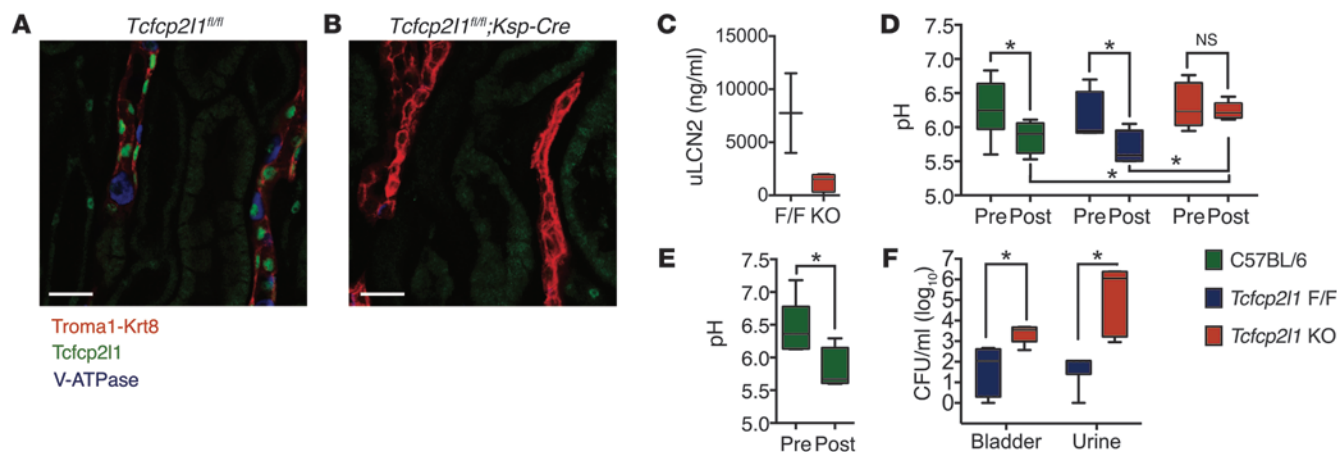 A
Tcfcp2l1fl/fl
B
Tcfcp2l1fl/fl;Ksp-Cre
Troma1-Krt8
Tcfcp2l1
V-ATPase
C
uLCN2 (ng/ml)
15000
10000
5000
0
F/F KO
D
pH
7.5
7.0
6.5
6.0
5.5
5.0
*
*
NS
*
*
Pre Post
Pre Post
Pre Post
E
pH
7.5
7.0
6.5
6.0
5.5
5.0
*
Pre Post
F
CFU/ml (log10)
7
6
5
4
3
2
1
0
*
*
Bladder
Urine
C57BL/6
Tcfcp2l1 F/F
Tcfcp2l1 KO